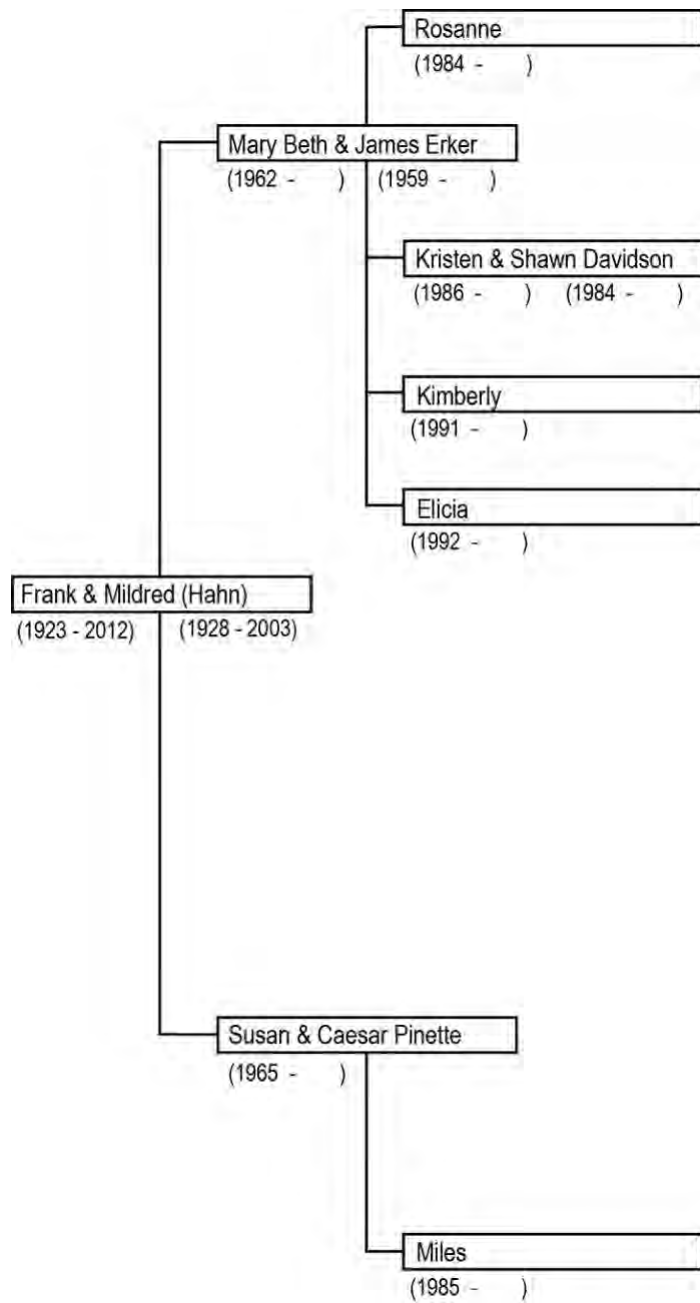 Rosanne
(1984 - )
Mary Beth & James Erker
(1962 - ) (1959 - )
Kristen & Shawn Davidson
(1986 - ) (1984 - )
Kimberly
(1991 - )
Elicia
(1992 - )
Frank & Mildred (Hahn)
(1923 - 2012) (1928 - 2003)
Susan & Caesar Pinette
(1965 - )
Miles
(1985 - )